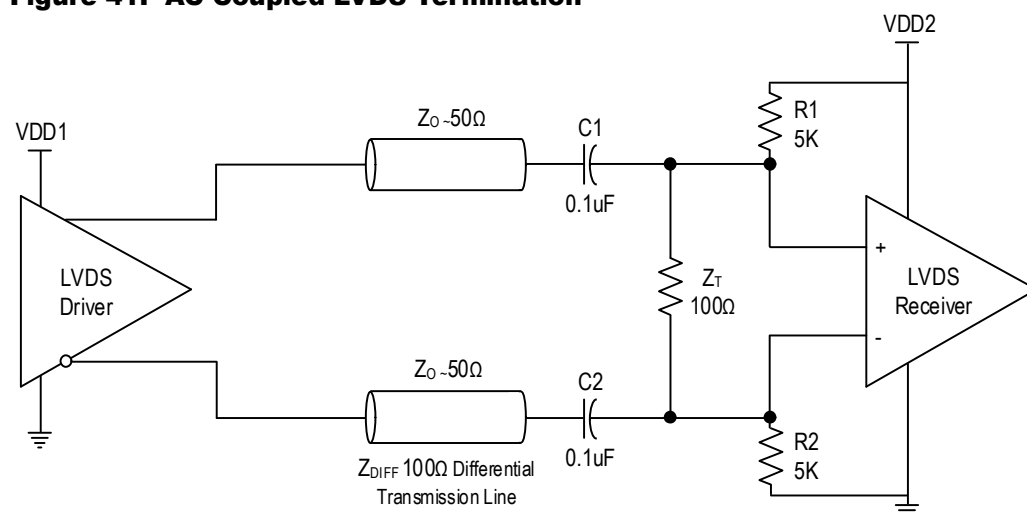 Figure 41. AC Coupled LVDS Termination
VDD2
R1
5K
VDD1
Zo ~50Ω
C1
0.1uF
LVDS
Driver
ZT
100Ω
+
-
LVDS
Receiver
Zo ~50Ω
C2
0.1uF
R2
5K
ZDIFF 100Ω Differential
Transmission Line